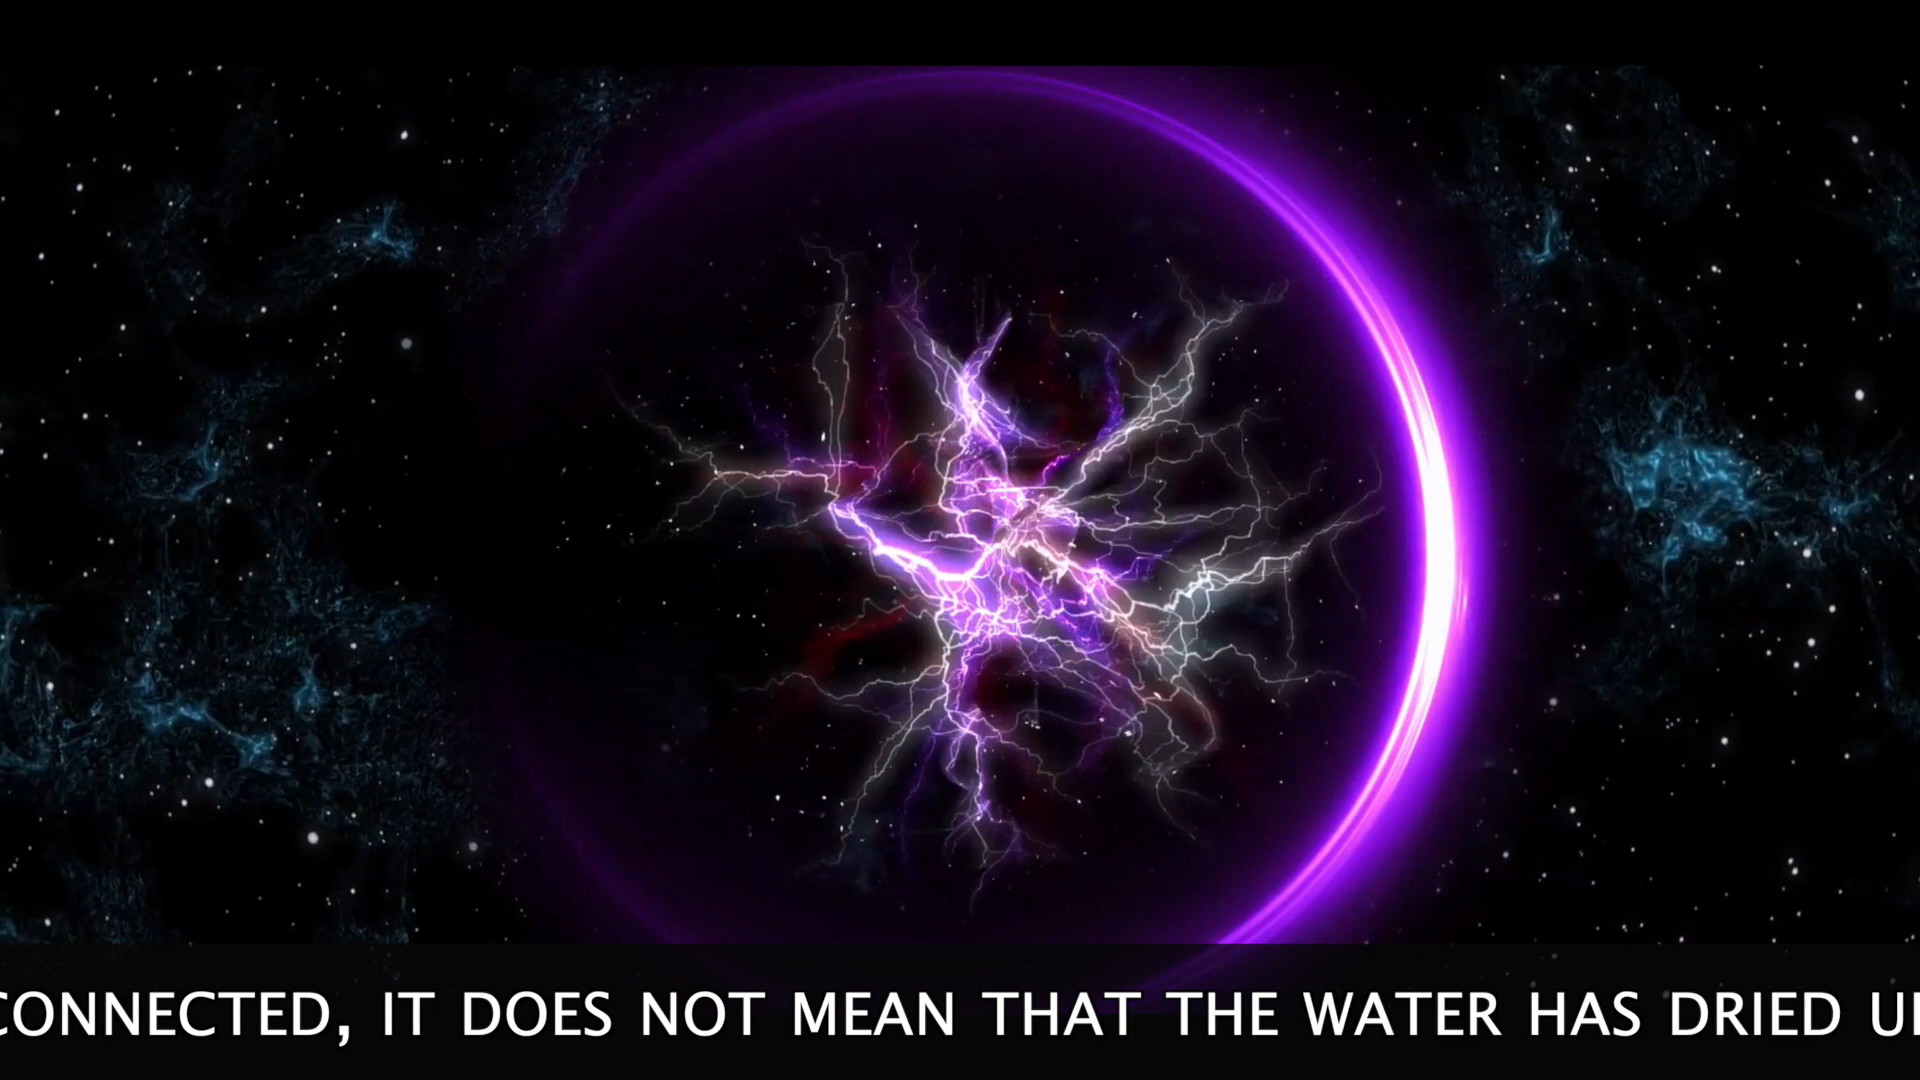 CONNECTED, IT DOES NOT MEAN THAT THE WATER HAS DRIED